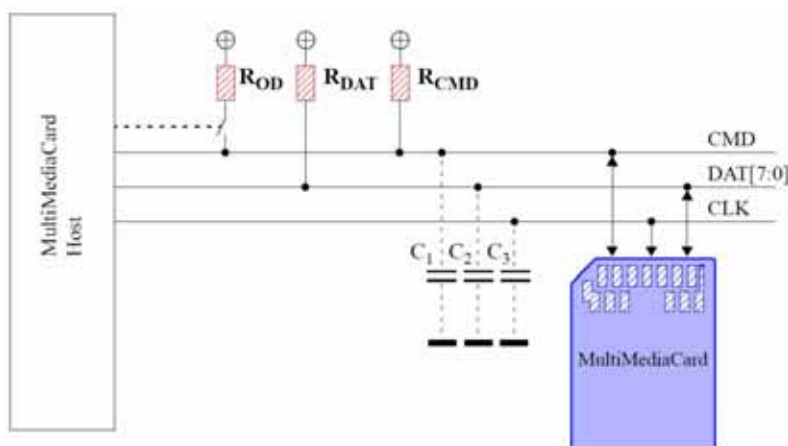 R_OD R_DAT R_CMD
CMD
DAT[7:0]
CLK
MultiMediaCard
Host
C_1 C_2 C_3
MultiMediaCard